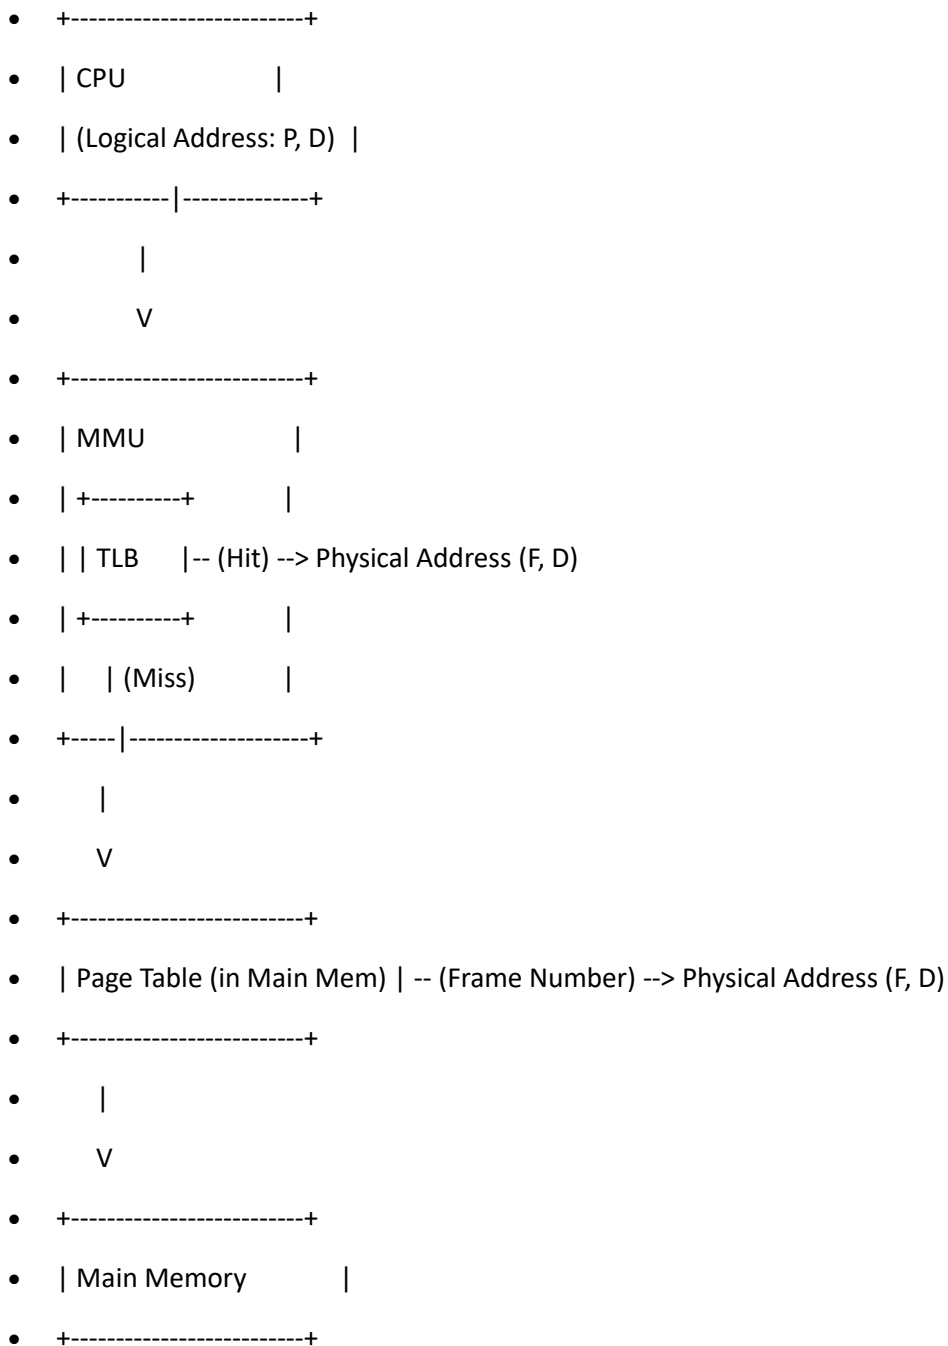 • +--------------------------+
• | CPU                 |
• | (Logical Address: P, D)  |
• +-----------|--------------+
•             |
•             V
• +--------------------------+
• | MMU                 |
• | +----------+          |
• | | TLB     |-- (Hit) --> Physical Address (F, D)
• | +----------+          |
• |     | (Miss)          |
• +-----|--------------------+
•       |
•       V
• +--------------------------+
• | Page Table (in Main Mem) | -- (Frame Number) --> Physical Address (F, D)
• +--------------------------+
•       |
•       V
• +--------------------------+
• | Main Memory            |
• +--------------------------+